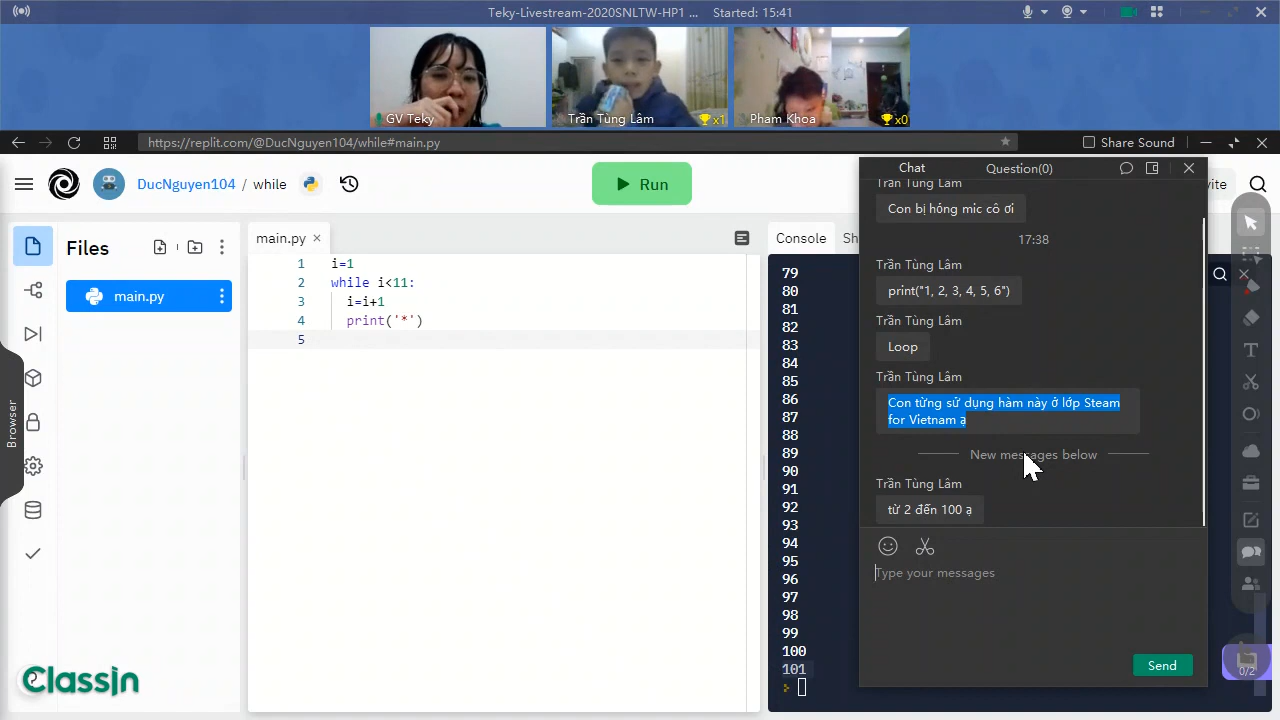 Teky-Livestream-2020SNLTW-HP1 ... Started: 15:41
GV Teky
Trần Tùng Lâm
x1
Pham Khoa
x0
https://replit.com/@DucNguyen104/while#main.py
Share Sound
DucNguyen104 / while
Run
vite
Files
main.py
main.py
1 i=1
2 while i<11:
3 i=i+1
4 print('*')
5
Console
Sh
79
80
81
82
83
84
85
86
87
88
89
90
91
92
93
94
95
96
97
98
99
100
101
Chat
Question(0)
Trần Tùng Lâm
Con bị hỏng mic cô ơi
17:38
Trần Tùng Lâm
print("1, 2, 3, 4, 5, 6")
Trần Tùng Lâm
Loop
Trần Tùng Lâm
Con từng sử dụng hàm này ở lớp Steam
for Vietnam ạ
New messages below
Trần Tùng Lâm
từ 2 đến 100 ạ
Type your messages
Send
Browser
0/2
ClassIn